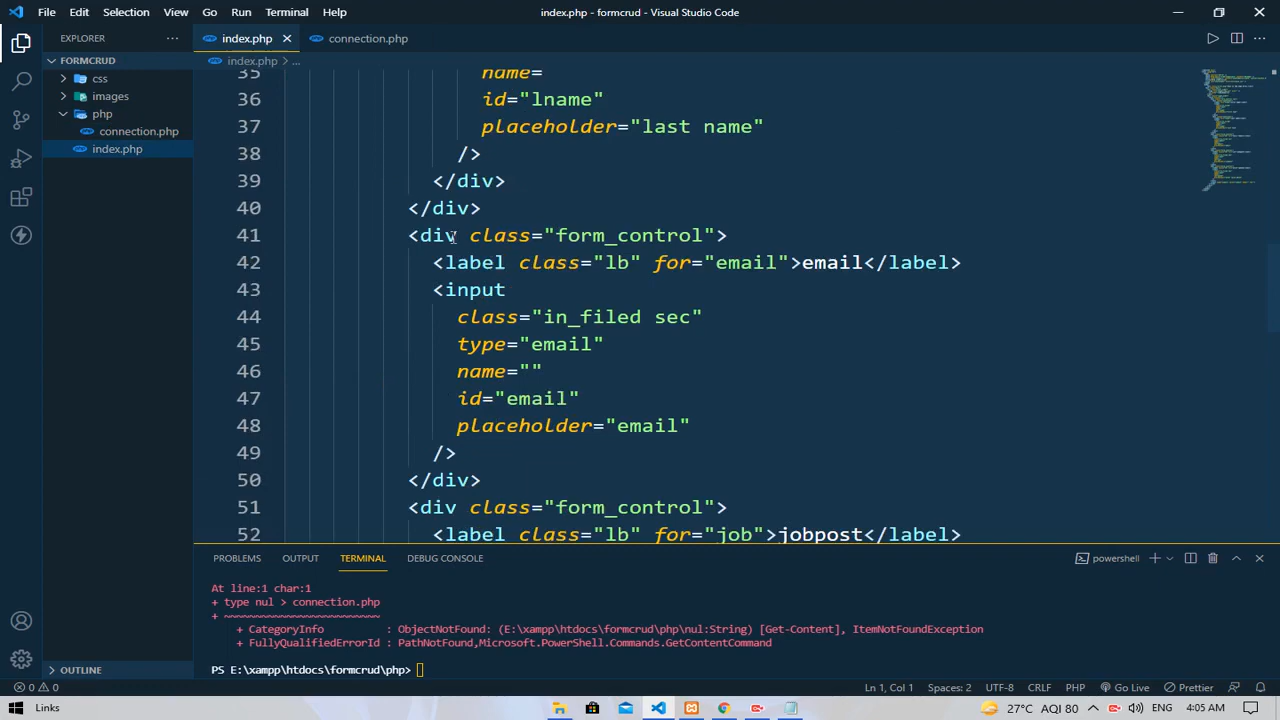 File Edit Selection View Go Run Terminal Help index.php - formcrud - Visual Studio Code
EXPLORER
FORMCRUD
css
images
php
connection.php
index.php
OUTLINE
index.php connection.php
index.php > ...
35 name=
36 id="lname"
37 placeholder="last name"
38 />
39 </div>
40 </div>
41 <div class="form_control">
42 <label class="lb" for="email">email</label>
43 <input
44 class="in_filed sec"
45 type="email"
46 name=""
47 id="email"
48 placeholder="email"
49 />
50 </div>
51 <div class="form_control">
52 <label class="lb" for="job">jobpost</label>
PROBLEMS OUTPUT TERMINAL DEBUG CONSOLE powershell
At line:1 char:1
+ type nul > connection.php
+ ~~~~~~~~~~~~~~~~~~~~~~~~~
+ CategoryInfo : ObjectNotFound: (E:\xampp\htdocs\formcrud\php\nul:String) [Get-Content], ItemNotFoundException
+ FullyQualifiedErrorId : PathNotFound,Microsoft.PowerShell.Commands.GetContentCommand
PS E:\xampp\htdocs\formcrud\php>
0 0 Ln 1, Col 1 Spaces: 2 UTF-8 CRLF PHP Go Live Prettier
Links 27°C AQI 80 ENG 4:05 AM